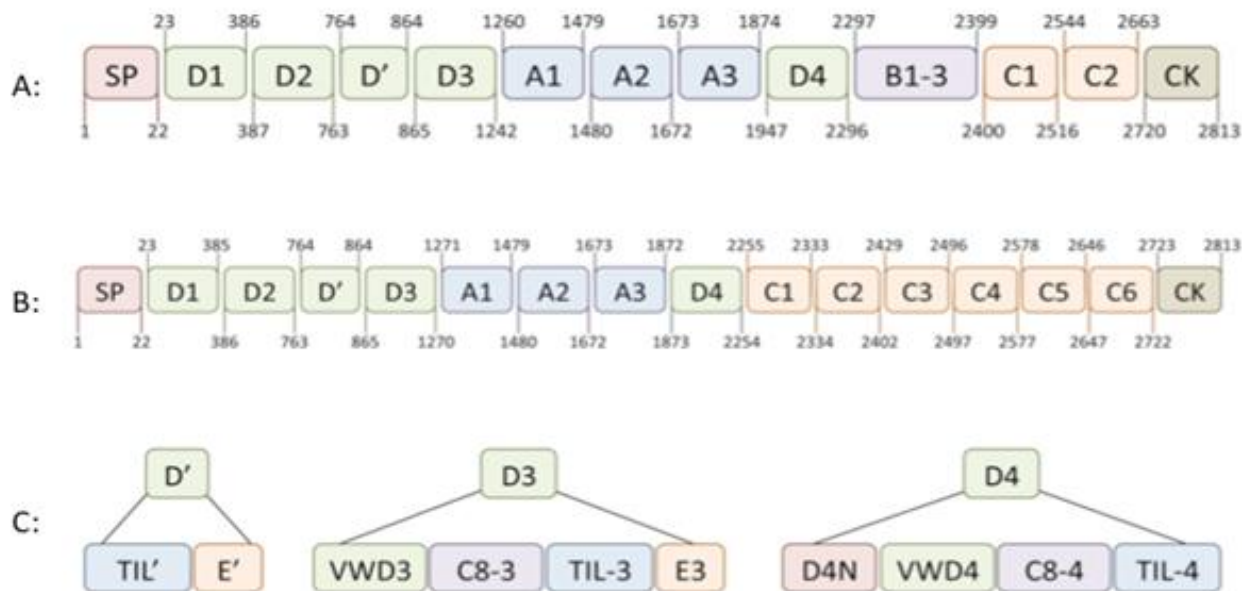 23 386 764 864 1260 1479 1673 1874 2297 2399 2544 2663
A: SP D1 D2 D' D3 A1 A2 A3 D4 B1-3 C1 C2 CK
1 22 387 763 865 1242 1480 1672 1947 2296 2400 2516 2720 2813
23 385 764 864 1271 1479 1673 1872 2255 2333 2429 2496 2578 2646 2723 2813
B: SP D1 D2 D' D3 A1 A2 A3 D4 C1 C2 C3 C4 C5 C6 CK
1 22 386 763 865 1270 1480 1672 1873 2254 2334 2402 2497 2577 2647 2722
D' D3 D4
C:
TIL' E' VWD3 C8-3 TIL-3 E3 D4N VWD4 C8-4 TIL-4